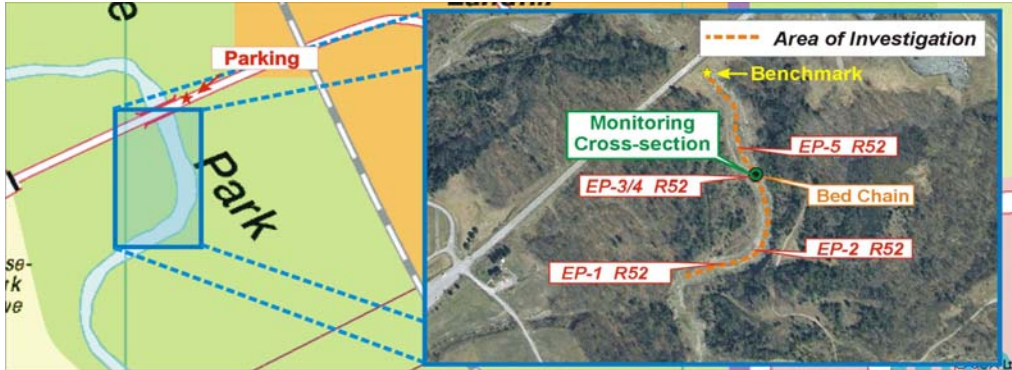 Parking
Park
Area of Investigation
Benchmark
Monitoring
Cross-section
EP-5 R52
EP-3/4 R52
Bed Chain
EP-2 R52
EP-1 R52